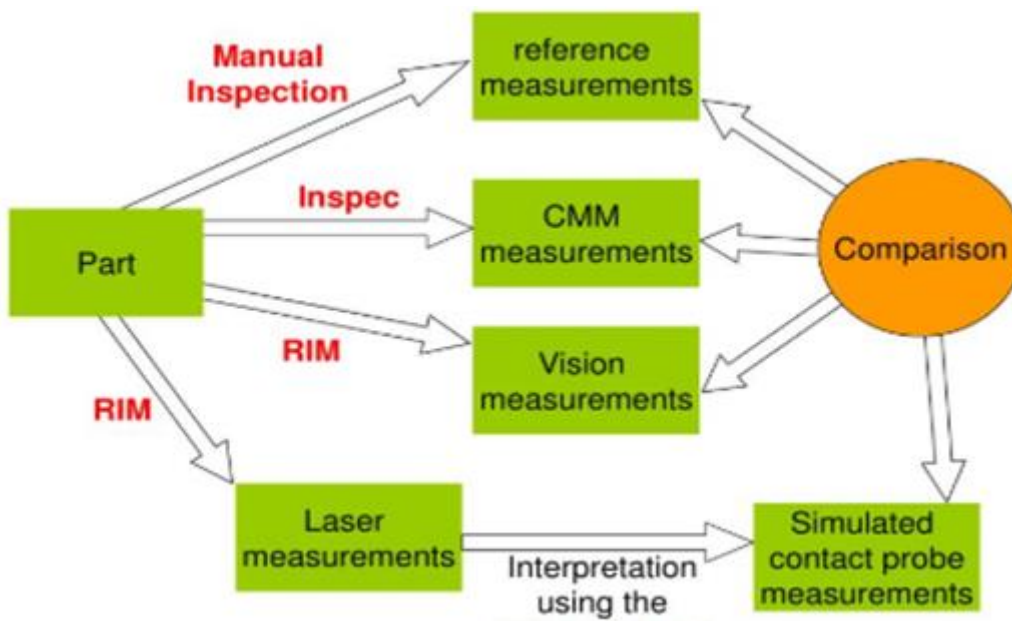 Manual
Inspection
reference
measurements
Inspec
CMM
measurements
Part
Comparison
RIM
Vision
measurements
RIM
Laser
measurements
Interpretation
using the
Simulated
contact probe
measurements